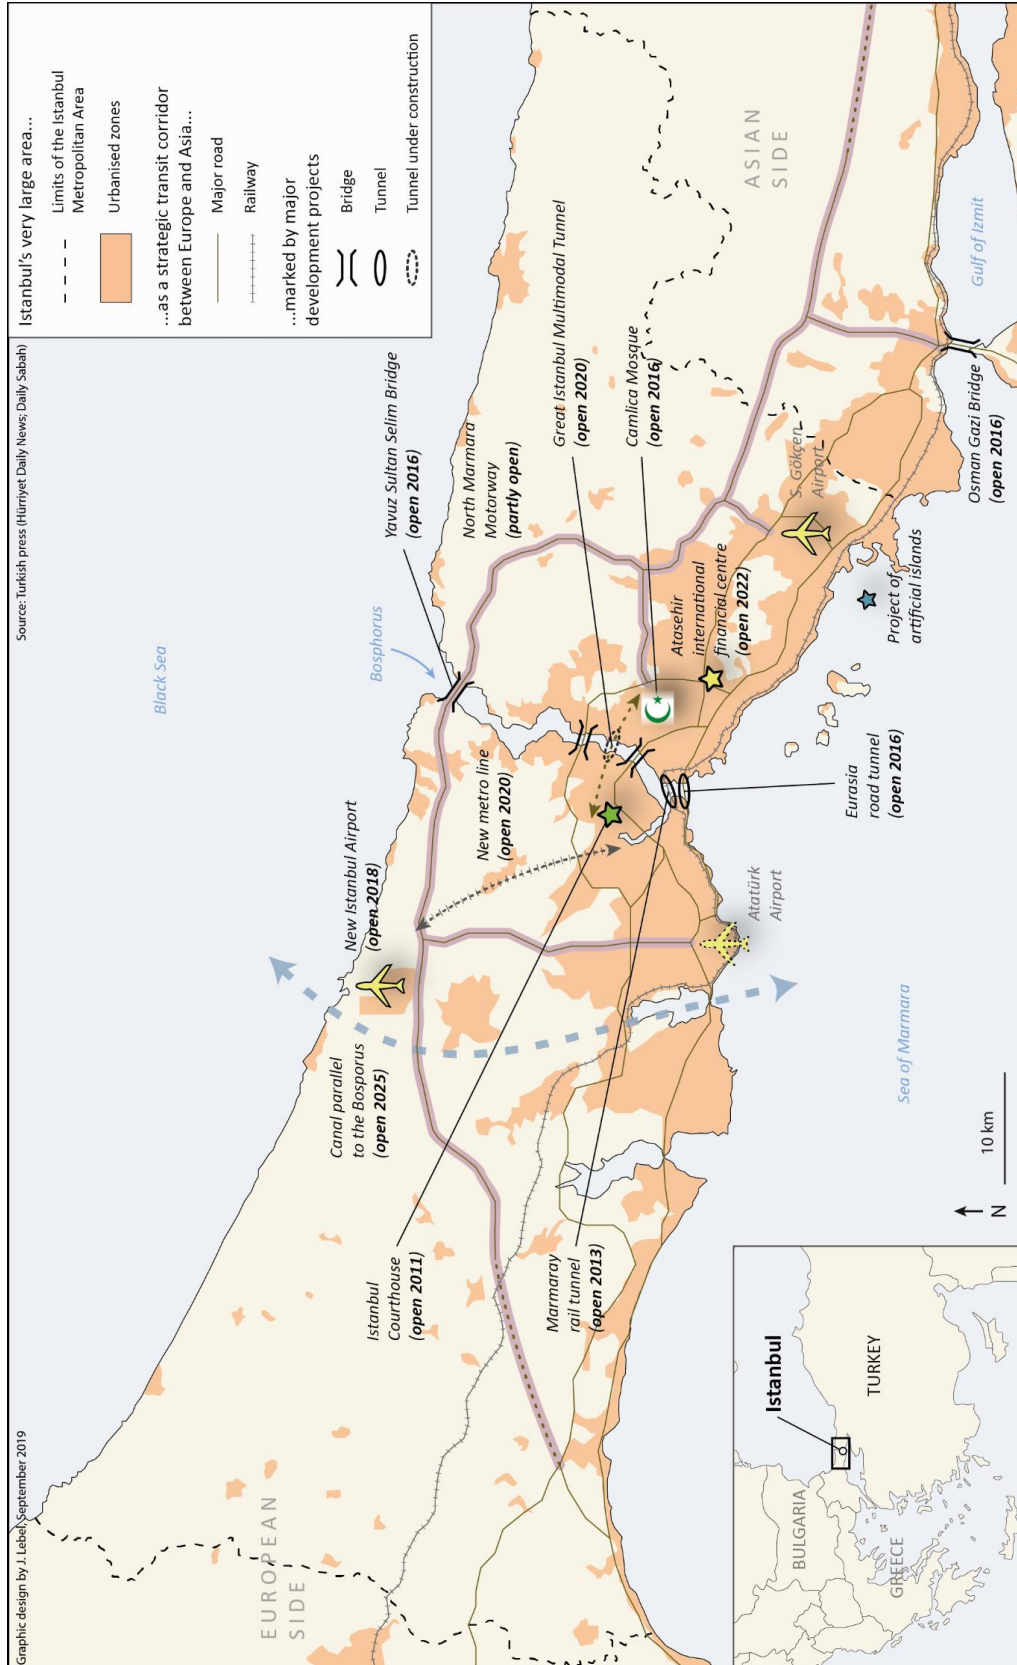 Graphic design by J. Lebel, September 2019
Source: Turkish press (Hürriyet Daily News; Daily Sabah)
Istanbul's very large area...
Limits of the Istanbul
Metropolitan Area
Urbanised zones
...as a strategic transit corridor
between Europe and Asia...
Major road
Railway
...marked by major
development projects
Bridge
Tunnel
Tunnel under construction
Black Sea
Bosphorus
Yavuz Sultan Selim Bridge
(open 2016)
New Istanbul Airport
(open 2018)
Canal parallel
to the Bosporus
(open 2025)
North Marmara
Motorway
(partly open)
New metro line
(open 2020)
Istanbul
Courthouse
(open 2011)
Great Istanbul Multimodal Tunnel
(open 2020)
Camlica Mosque
(open 2016)
EUROPEAN
SIDE
ASIAN
SIDE
Marmaray
rail tunnel
(open 2013)
Atasehir
international
financial centre
(open 2022)
S. Gökçen
Airport
Atatürk
Airport
Eurasia
road tunnel
(open 2016)
Project of
artificial islands
Osman Gazi Bridge
(open 2016)
Gulf of Izmit
Sea of Marmara
10 km
N
Istanbul
BULGARIA
GREECE
TURKEY